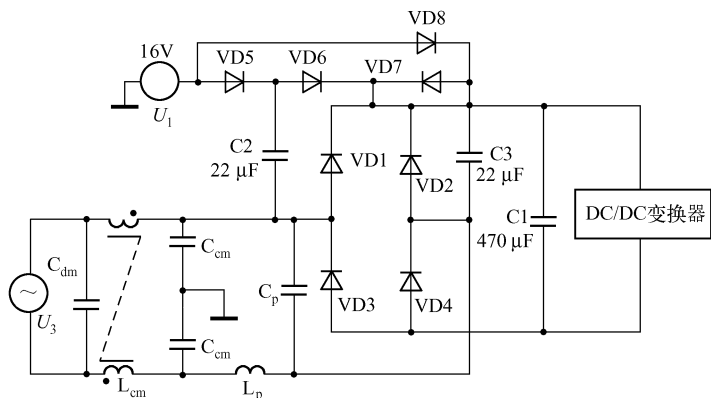 VD8
16V
VD5
VD6
VD7
U1
C2
22 μF
VD1
VD2
C3
22 μF
C1
470 μF
DC/DC变换器
Cdm
Ccm
Cp
VD3
VD4
~
U3
Ccm
Lcm
Lp